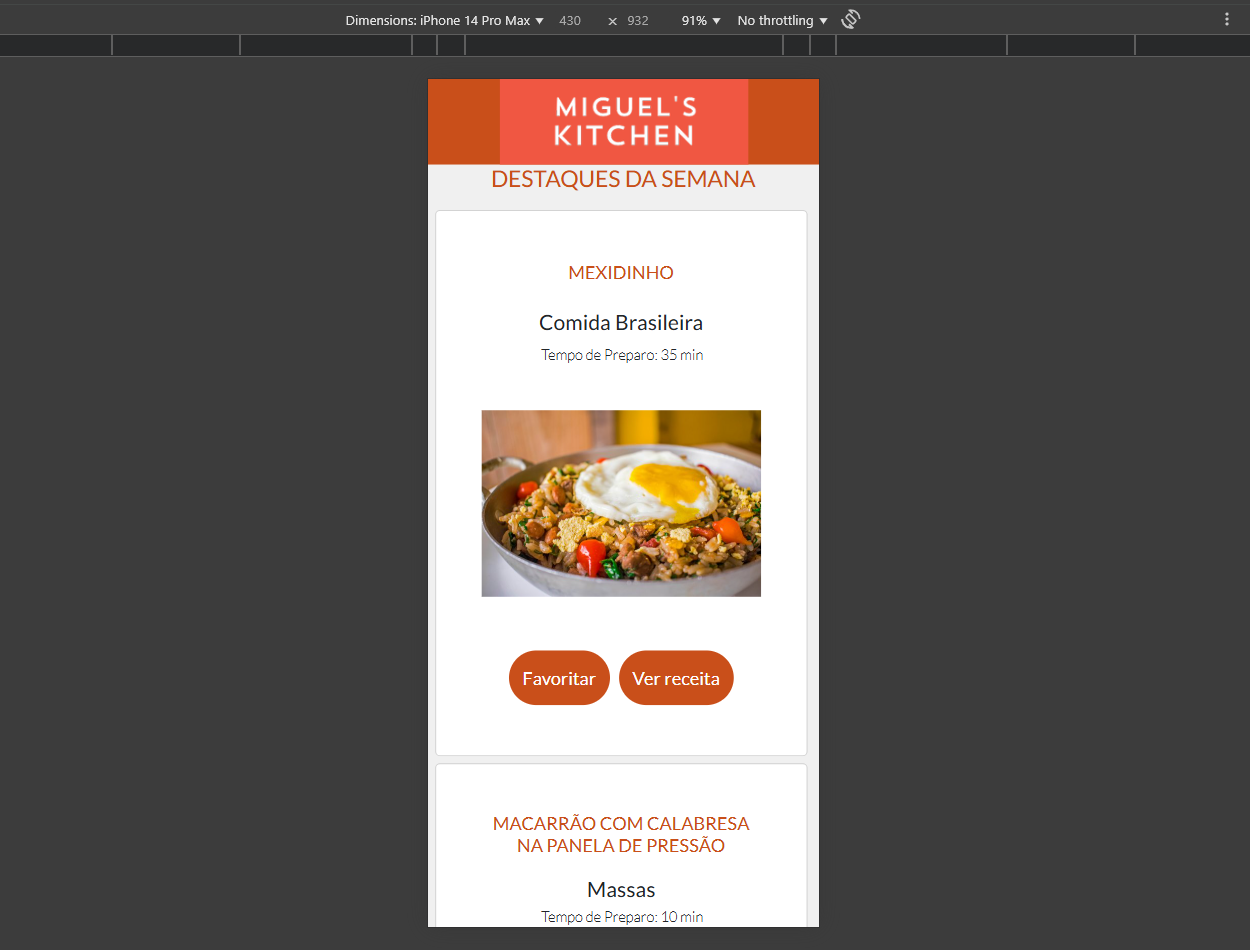 Dimensions: iPhone 14 Pro Max ▼ 430 × 932 91% ▼ No throttling ▼
MIGUEL'S
KITCHEN
DESTAQUES DA SEMANA
MEXIDINHO
Comida Brasileira
Tempo de Preparo: 35 min
Favoritar Ver receita
MACARRÃO COM CALABRESA
NA PANELA DE PRESSÃO
Massas
Tempo de Preparo: 10 min